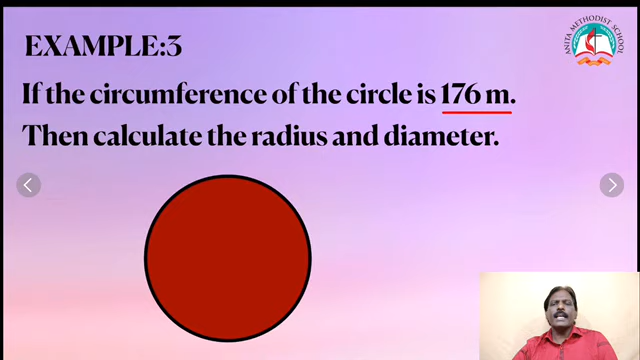 EXAMPLE:3
ANITA METHODIST SCHOOL
If the circumference of the circle is 176 m.
Then calculate the radius and diameter.